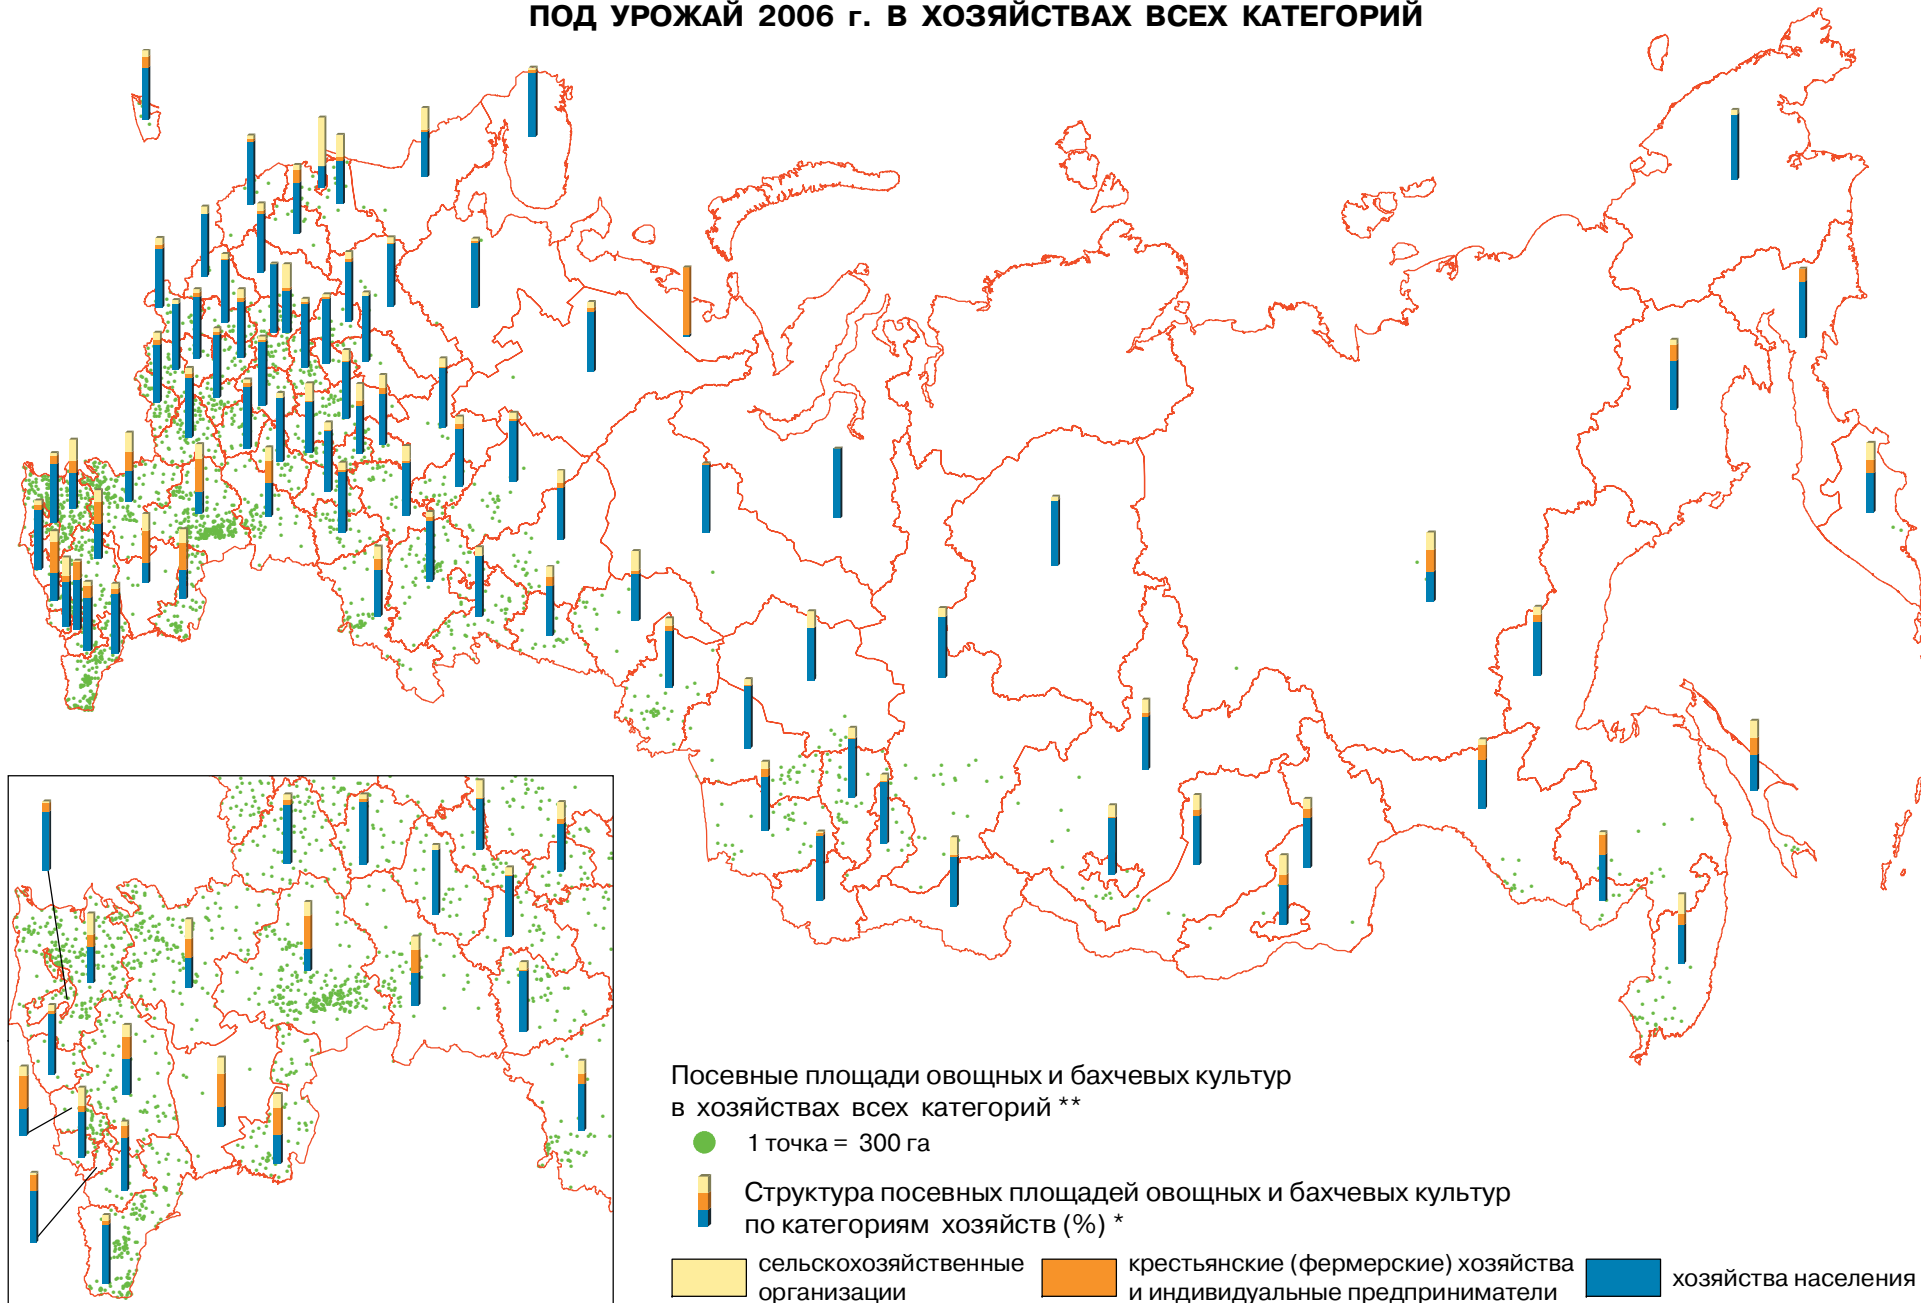 ПОД УРОЖАЙ 2006 г. В ХОЗЯЙСТВАХ ВСЕХ КАТЕГОРИЙ
Посевные площади овощных и бахчевых культур
в хозяйствах всех категорий **
1 точка = 300 га
Структура посевных площадей овощных и бахчевых культур
по категориям хозяйств (%) *
сельскохозяйственные
организации
крестьянские (фермерские) хозяйства
и индивидуальные предприниматели
хозяйства населения